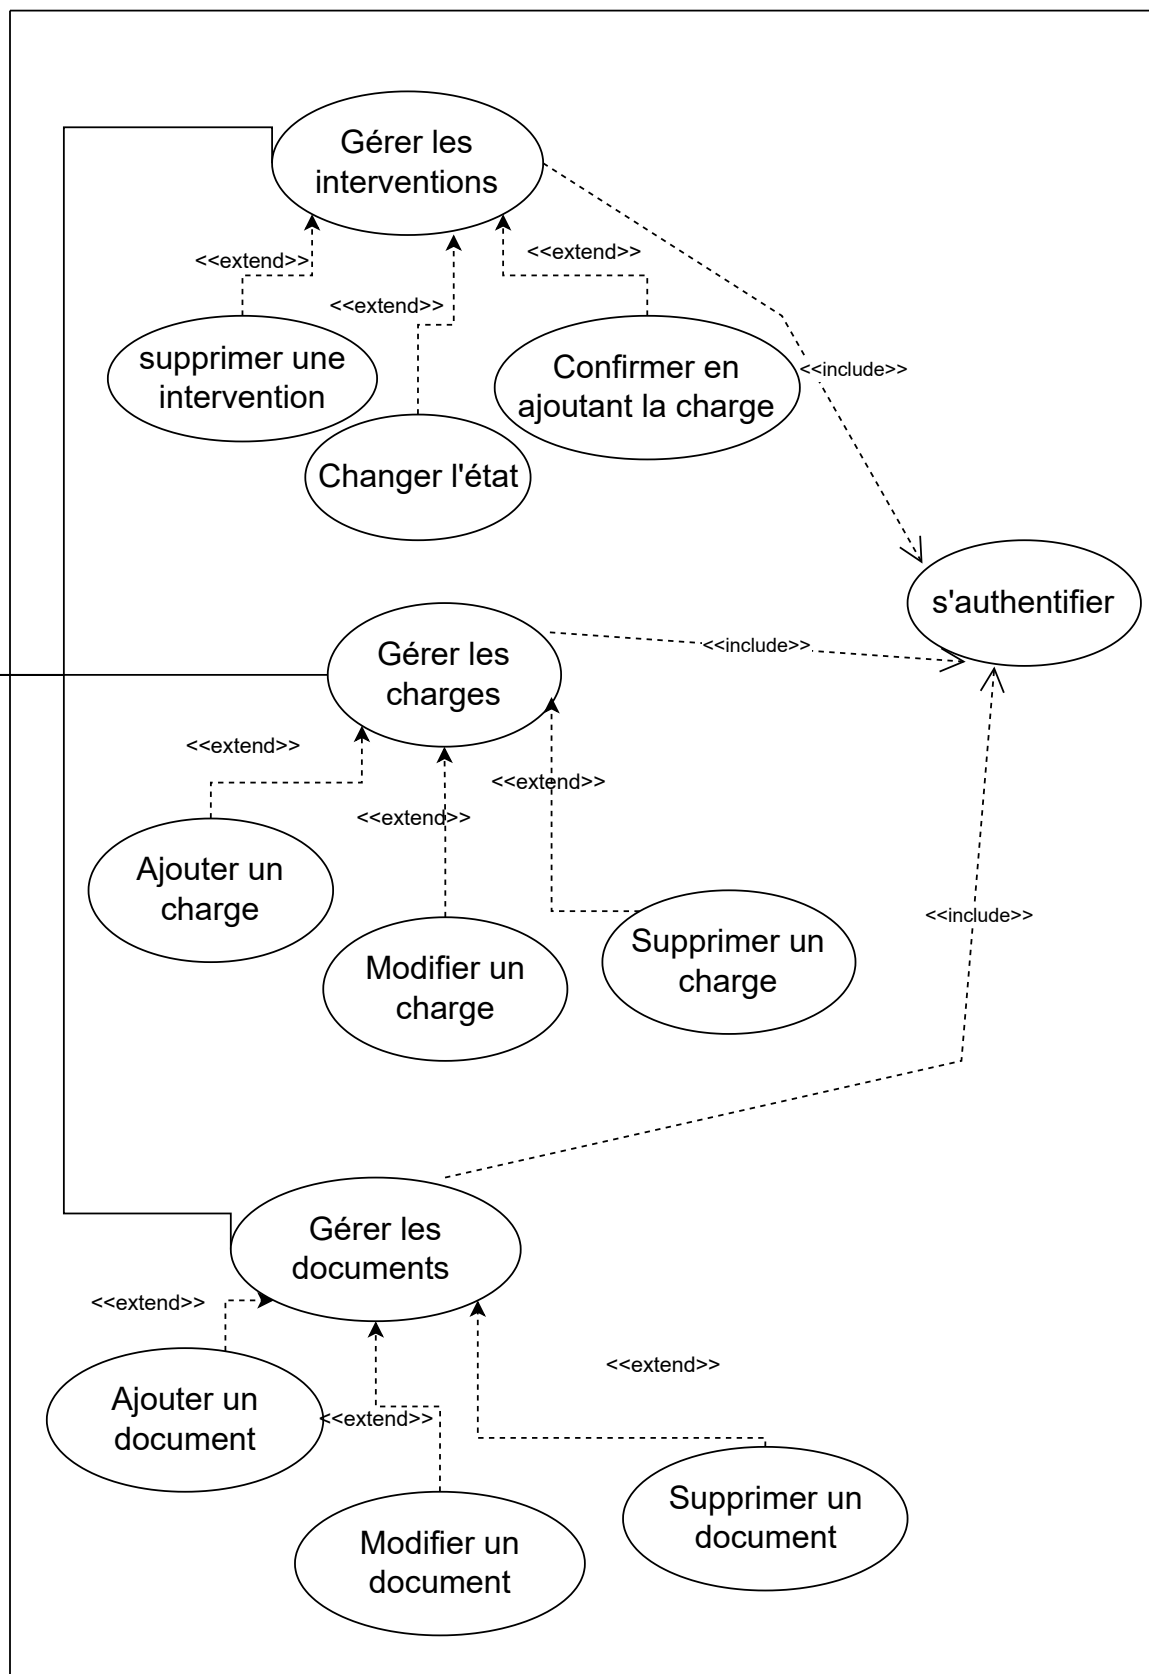 Gérer les
interventions
<<extend>>
<<extend>>
<<extend>>
supprimer une
intervention
Confirmer en
ajoutant la charge
<<include>>
Changer l'état
s'authentifier
Gérer les
charges
<<include>>
<<extend>>
<<extend>>
<<extend>>
Ajouter un
charge
Modifier un
charge
Supprimer un
charge
<<include>>
Gérer les
documents
<<extend>>
<<extend>>
<<extend>>
Ajouter un
document
Modifier un
document
Supprimer un
document